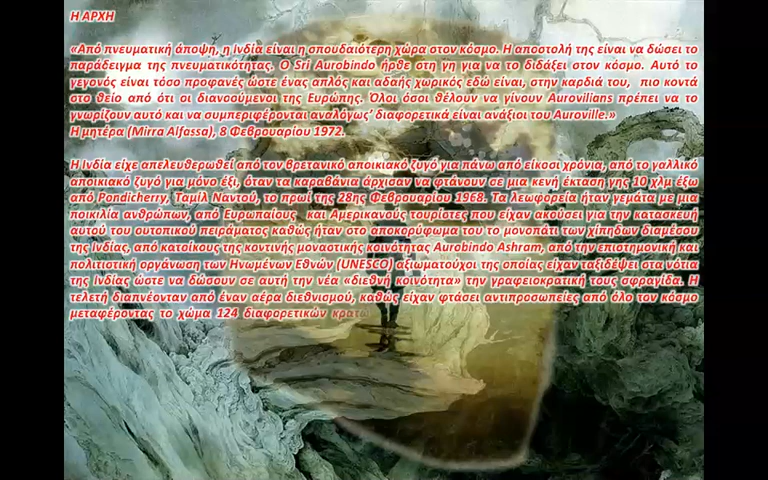 Η ΑΡΧΗ
«Από πνευματική άποψη, η Ινδία είναι η σπουδαιότερη χώρα στον κόσμο. Η αποστολή της είναι να δώσει το
παράδειγμα της πνευματικότητας. Ο Sri Aurobindo ήρθε στη γη για να το διδάξει στον κόσμο. Αυτό το
γεγονός είναι τόσο προφανές ώστε ένας απλός και αδαής χωρικός εδώ είναι, στην καρδιά του, πιο κοντά
στο θείο από ότι οι διανοούμενοι της Ευρώπης. Όλοι όσοι θέλουν να γίνουν Aurovilians πρέπει να το
γνωρίζουν αυτό και να συμπεριφέρονται αναλόγως' διαφορετικά είναι ανάξιοι του Auroville.»
Η μητέρα (Mirra Alfassa), 8 Φεβρουαρίου 1972.
Η Ινδία είχε απελευθερωθεί από τον βρετανικό αποικιακό ζυγό για πάνω από είκοσι χρόνια, από το γαλλικό
αποικιακό ζυγό για μόνο έξι, όταν τα καραβάνια άρχισαν να φτάνουν σε μια κενή έκταση γης 10 χλμ έξω
από Pondicherry, Ταμίλ Ναντού, το πρωί της 28ης Φεβρουαρίου 1968. Τα λεωφορεία ήταν γεμάτα με μια
ποικιλία ανθρώπων, από Ευρωπαίους και Αμερικανούς τουρίστες που είχαν ακούσει για την κατασκευή
αυτού του ουτοπικού πειράματος καθώς ήταν στο αποκορύφωμα του το μονοπάτι των χίπηδων διαμέσου
της Ινδίας, από κατοίκους της κοντινής μοναστικής κοινότητας Aurobindo Ashram, από την επιστημονική και
πολιτιστική οργάνωση των Ηνωμένων Εθνών (UNESCO) αξιωματούχοι της οποίας είχαν ταξιδέψει στα νότια
της Ινδίας ώστε να δώσουν σε αυτή την νέα «διεθνή κοινότητα» την γραφειοκρατική τους σφραγίδα. Η
τελετή διαπνέονταν από έναν αέρα διεθνισμού, καθώς είχαν φτάσει αντιπροσωπείες από όλο τον κόσμο
μεταφέροντας το χώμα 124 διαφορετικών κρατ